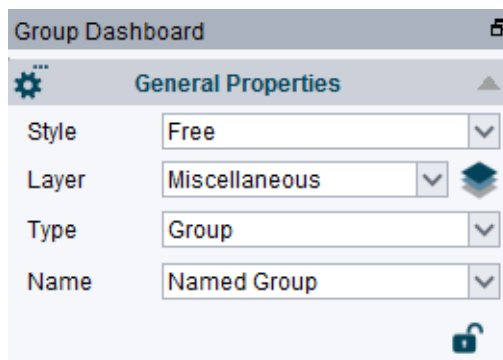 Group Dashboard
General Properties
Style Free
Layer Miscellaneous
Type Group
Name Named Group